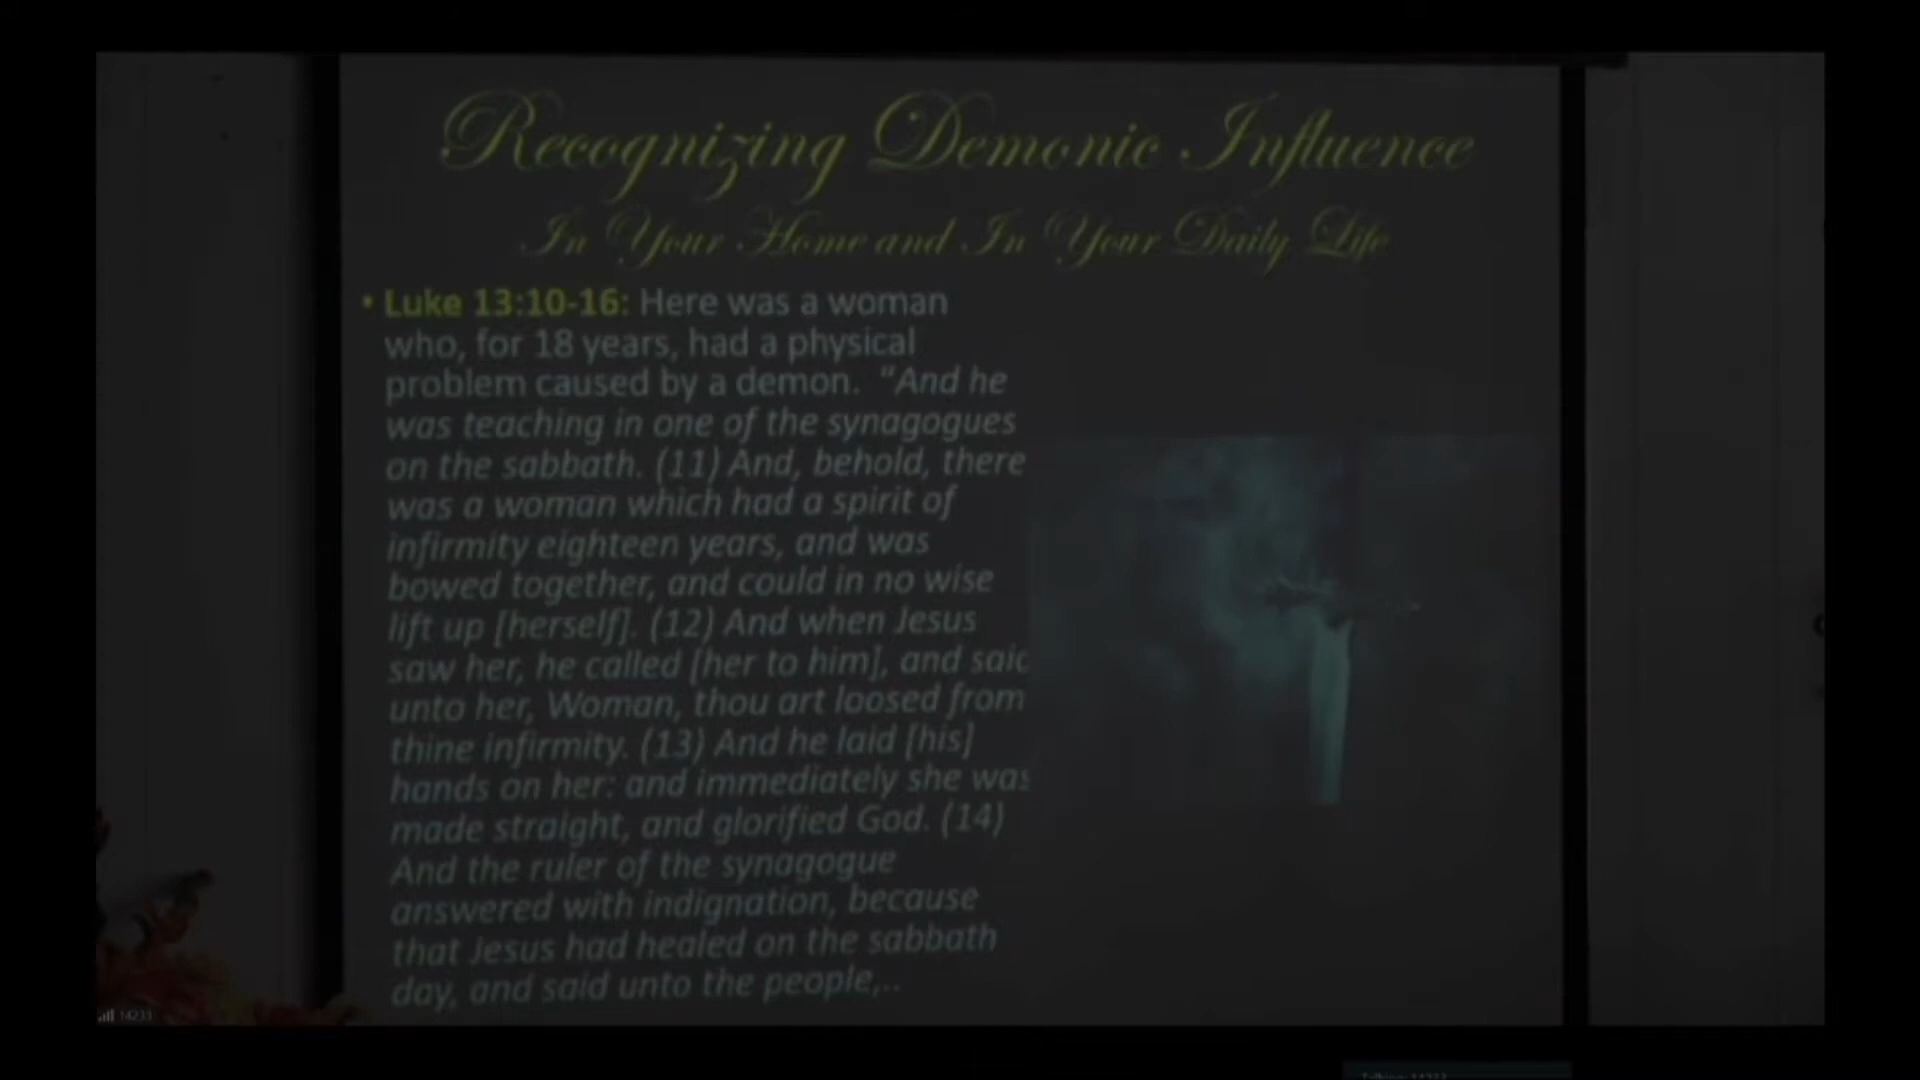 Recognizing Demonic Influence
In Your Home and In Your Daily Life
• Luke 13:10-16: Here was a woman
who, for 18 years, had a physical
problem caused by a demon. "And he
was teaching in one of the synagogues
on the sabbath. (11) And, behold, there
was a woman which had a spirit of
infirmity eighteen years, and was
bowed together, and could in no wise
lift up [herself]. (12) And when Jesus
saw her, he called [her to him], and said
unto her, Woman, thou art loosed from
thine infirmity. (13) And he laid [his]
hands on her: and immediately she was
made straight, and glorified God. (14)
And the ruler of the synagogue
answered with indignation, because
that Jesus had healed on the sabbath
day, and said unto the people,..
14233
Talking: 14233